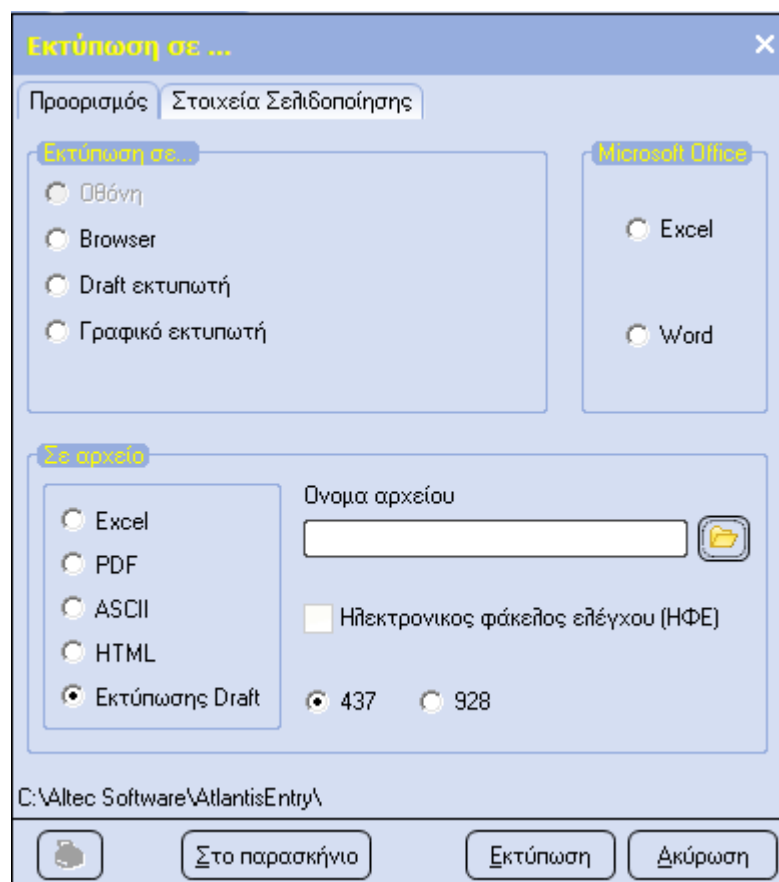 Εκτύπωση σε ...
Προορισμός Στοιχεία Σελιδοποίησης
Εκτύπωση σε... Microsoft Office
Οθόνη
Browser
Draft εκτυπωτή
Γραφικό εκτυπωτή
Excel
Word
Σε αρχείο
Excel
PDF
ASCII
HTML
Εκτύπωσης Draft
Ονομα αρχείου
Ηλεκτρονικος φάκελος ελέγχου (ΗΦΕ)
437 928
C:\Altec Software\AtlantisEntry\
Στο παρασκήνιο Εκτύπωση Ακύρωση